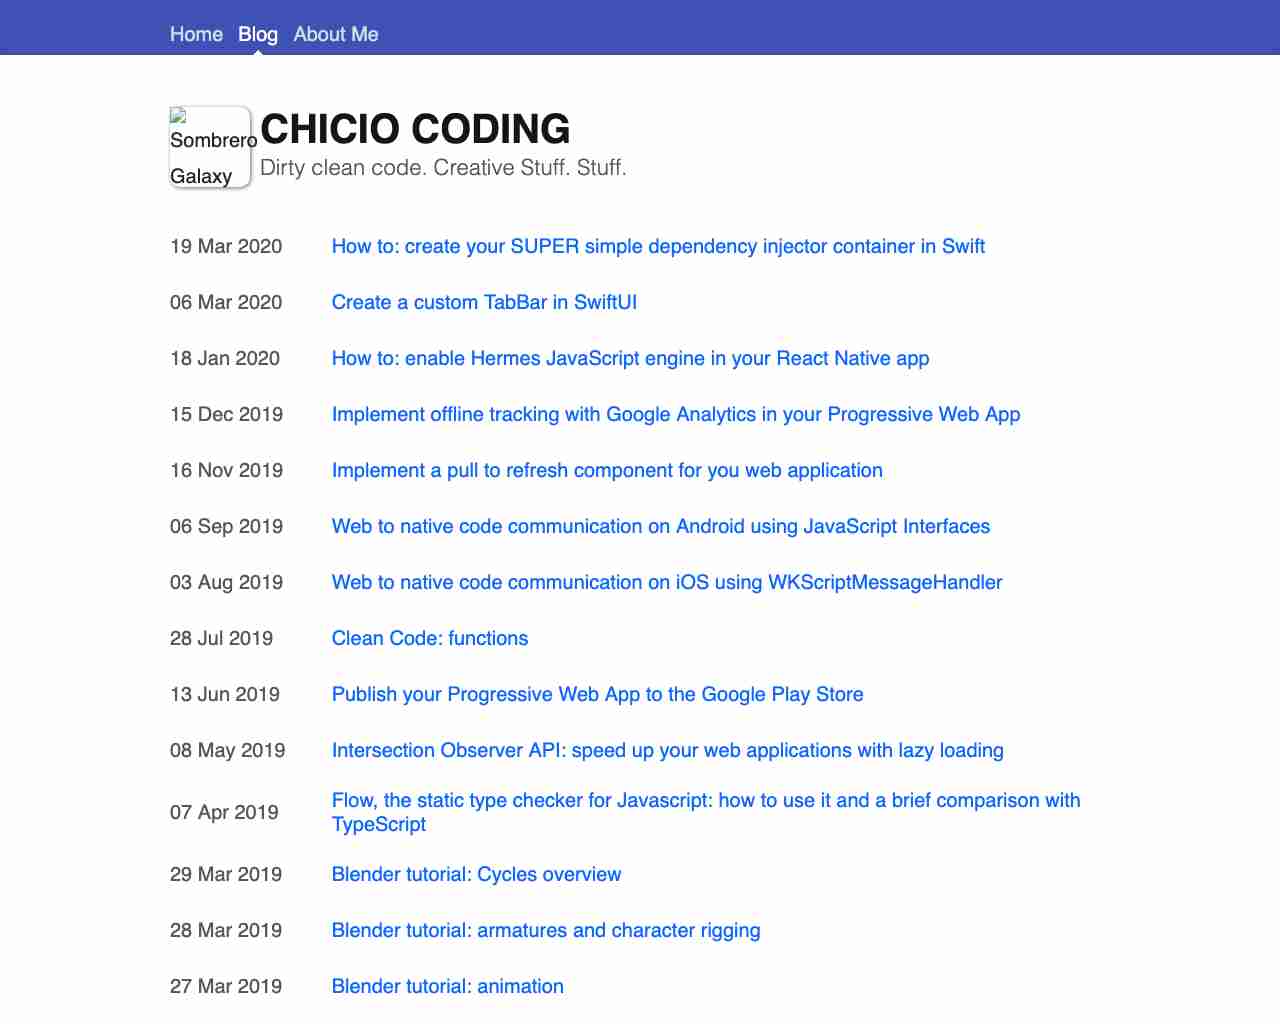 Home Blog About Me
Sombrero
Galaxy
CHICIO CODING
Dirty clean code. Creative Stuff. Stuff.
19 Mar 2020 How to: create your SUPER simple dependency injector container in Swift
06 Mar 2020 Create a custom TabBar in SwiftUI
18 Jan 2020 How to: enable Hermes JavaScript engine in your React Native app
15 Dec 2019 Implement offline tracking with Google Analytics in your Progressive Web App
16 Nov 2019 Implement a pull to refresh component for you web application
06 Sep 2019 Web to native code communication on Android using JavaScript Interfaces
03 Aug 2019 Web to native code communication on iOS using WKScriptMessageHandler
28 Jul 2019 Clean Code: functions
13 Jun 2019 Publish your Progressive Web App to the Google Play Store
08 May 2019 Intersection Observer API: speed up your web applications with lazy loading
07 Apr 2019 Flow, the static type checker for Javascript: how to use it and a brief comparison with
TypeScript
29 Mar 2019 Blender tutorial: Cycles overview
28 Mar 2019 Blender tutorial: armatures and character rigging
27 Mar 2019 Blender tutorial: animation